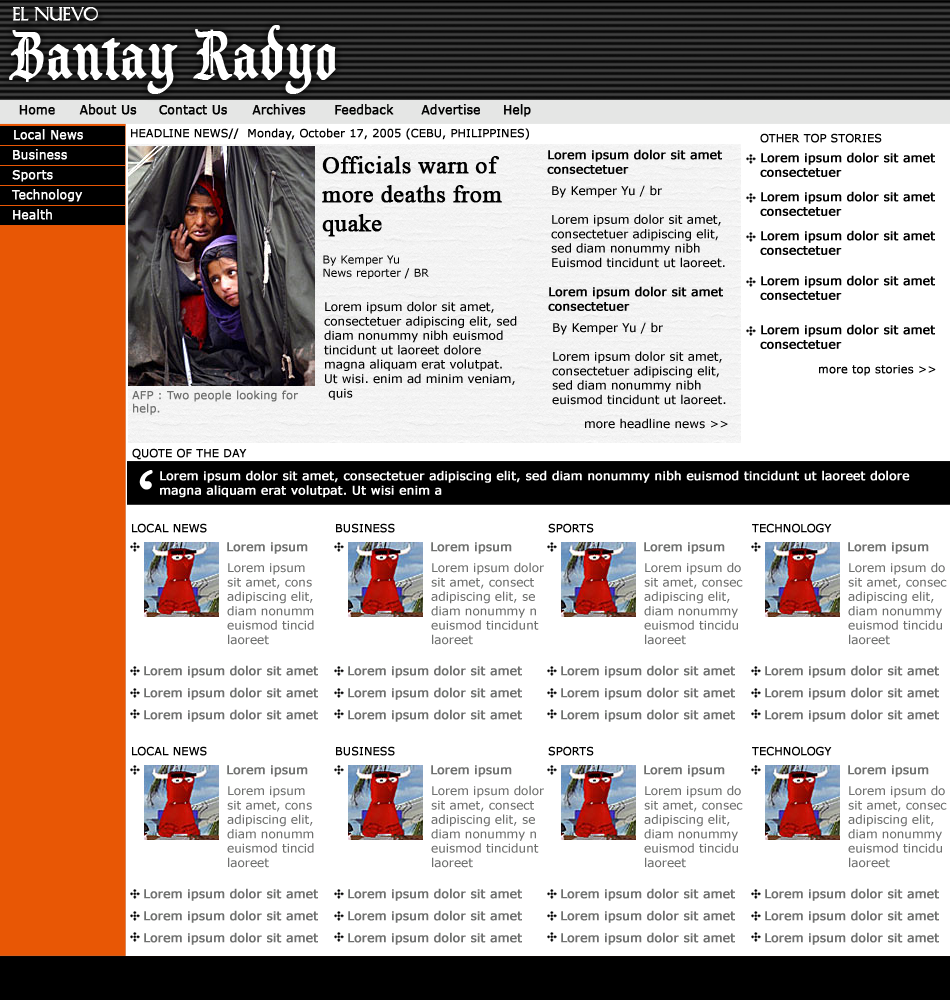 EL NUEVO
Bantay Radyo
Home About Us Contact Us Archives Feedback Advertise Help
Local News
Business
Sports
Technology
Health
HEADLINE NEWS// Monday, October 17, 2005 (CEBU, PHILIPPINES)
AFP : Two people looking for
help.
Officials warn of
more deaths from
quake
By Kemper Yu
News reporter / BR
Lorem ipsum dolor sit amet,
consectetuer adipiscing elit, sed
diam nonummy nibh euismod
tincidunt ut laoreet dolore
magna aliquam erat volutpat.
Ut wisi. enim ad minim veniam,
quis
Lorem ipsum dolor sit amet
consectetuer
By Kemper Yu / br
Lorem ipsum dolor sit amet,
consectetuer adipiscing elit,
sed diam nonummy nibh
Euismod tincidunt ut laoreet.
Lorem ipsum dolor sit amet
consectetuer
By Kemper Yu / br
Lorem ipsum dolor sit amet,
consectetuer adipiscing elit,
sed diam nonummy nibh
euismod tincidunt ut laoreet.
more headline news >>
OTHER TOP STORIES
Lorem ipsum dolor sit amet
consectetuer
Lorem ipsum dolor sit amet
consectetuer
Lorem ipsum dolor sit amet
consectetuer
Lorem ipsum dolor sit amet
consectetuer
Lorem ipsum dolor sit amet
consectetuer
more top stories >>
QUOTE OF THE DAY
“ Lorem ipsum dolor sit amet, consectetuer adipiscing elit, sed diam nonummy nibh euismod tincidunt ut laoreet dolore
magna aliquam erat volutpat. Ut wisi enim a
LOCAL NEWS
Lorem ipsum
Lorem ipsum
sit amet, cons
adipiscing elit,
diam nonumm
euismod tincid
laoreet
Lorem ipsum dolor sit amet
Lorem ipsum dolor sit amet
Lorem ipsum dolor sit amet
BUSINESS
Lorem ipsum
Lorem ipsum dolor
sit amet, consect
adipiscing elit, se
diam nonummy n
euismod tincidunt
laoreet
Lorem ipsum dolor sit amet
Lorem ipsum dolor sit amet
Lorem ipsum dolor sit amet
SPORTS
Lorem ipsum
Lorem ipsum do
sit amet, consec
adipiscing elit,
diam nonummy
euismod tincidu
laoreet
Lorem ipsum dolor sit amet
Lorem ipsum dolor sit amet
Lorem ipsum dolor sit amet
TECHNOLOGY
Lorem ipsum
Lorem ipsum do
sit amet, consec
adipiscing elit,
diam nonummy
euismod tincidu
laoreet
Lorem ipsum dolor sit amet
Lorem ipsum dolor sit amet
Lorem ipsum dolor sit amet
LOCAL NEWS
Lorem ipsum
Lorem ipsum
sit amet, cons
adipiscing elit,
diam nonumm
euismod tincid
laoreet
Lorem ipsum dolor sit amet
Lorem ipsum dolor sit amet
Lorem ipsum dolor sit amet
BUSINESS
Lorem ipsum
Lorem ipsum dolor
sit amet, consect
adipiscing elit, se
diam nonummy n
euismod tincidunt
laoreet
Lorem ipsum dolor sit amet
Lorem ipsum dolor sit amet
Lorem ipsum dolor sit amet
SPORTS
Lorem ipsum
Lorem ipsum do
sit amet, consec
adipiscing elit,
diam nonummy
euismod tincidu
laoreet
Lorem ipsum dolor sit amet
Lorem ipsum dolor sit amet
Lorem ipsum dolor sit amet
TECHNOLOGY
Lorem ipsum
Lorem ipsum do
sit amet, consec
adipiscing elit,
diam nonummy
euismod tincidu
laoreet
Lorem ipsum dolor sit amet
Lorem ipsum dolor sit amet
Lorem ipsum dolor sit amet